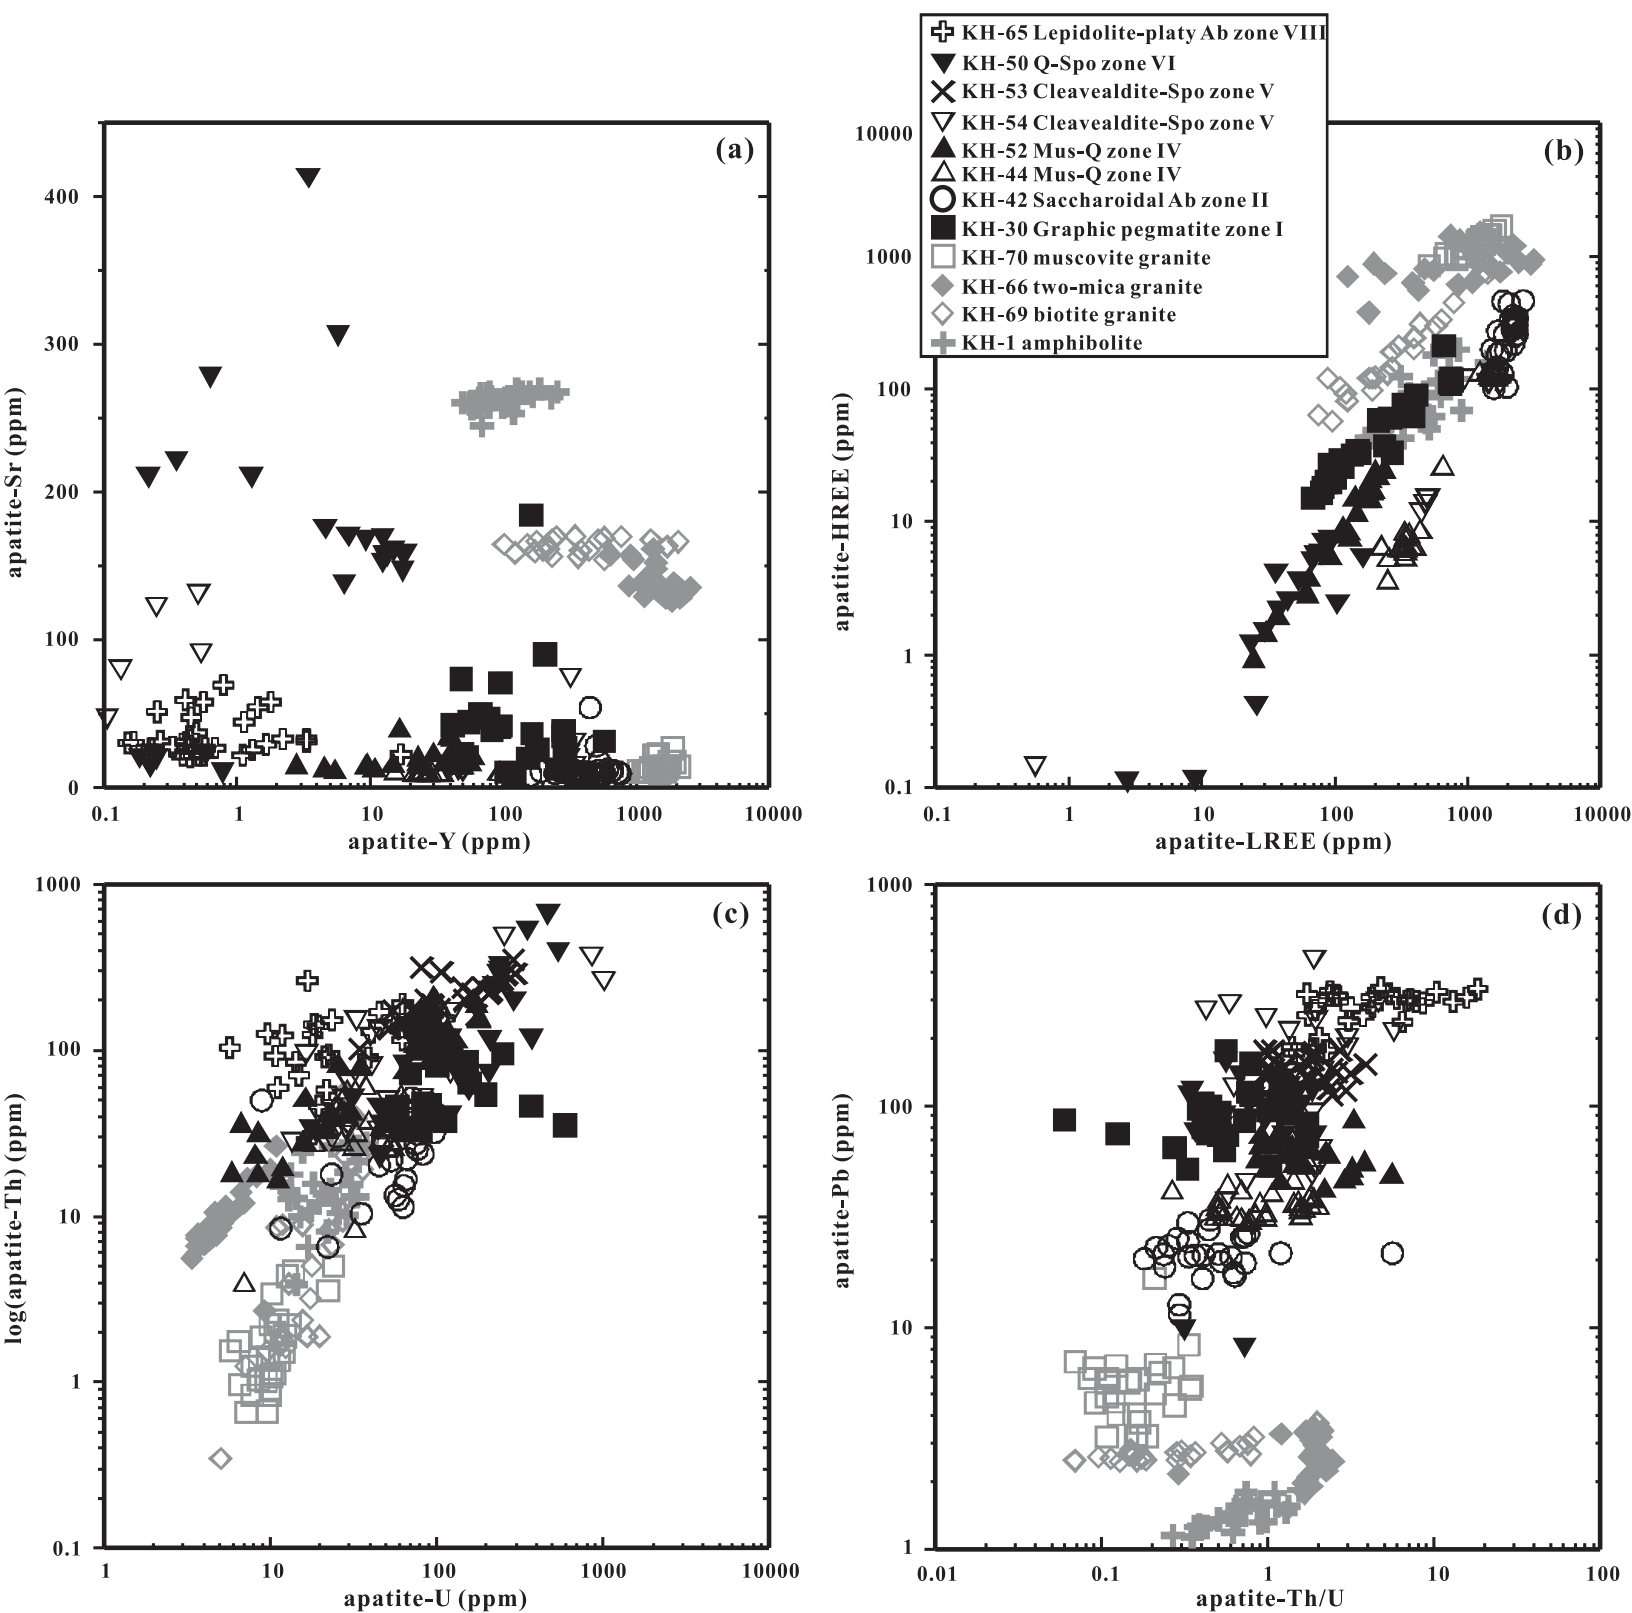 KH-65 Lepidolite-platy Ab zone VIII
KH-50 Q-Spo zone VI
KH-53 Cleavealdite-Spo zone V
KH-54 Cleavealdite-Spo zone V
KH-52 Mus-Q zone IV
KH-44 Mus-Q zone IV
KH-42 Saccharoidal Ab zone II
KH-30 Graphic pegmatite zone I
KH-70 muscovite granite
KH-66 two-mica granite
KH-69 biotite granite
KH-1 amphibolite
(a)
400
300
200
100
0
apatite-Sr (ppm)
0.1 1 10 100 1000 10000
apatite-Y (ppm)
(b)
10000
1000
100
10
1
0.1
apatite-HREE (ppm)
0.1 1 10 100 1000 10000
apatite-LREE (ppm)
(c)
1000
100
10
1
0.1
log(apatite-Th) (ppm)
1 10 100 1000 10000
apatite-U (ppm)
(d)
1000
100
10
1
apatite-Pb (ppm)
0.01 0.1 1 10 100
apatite-Th/U